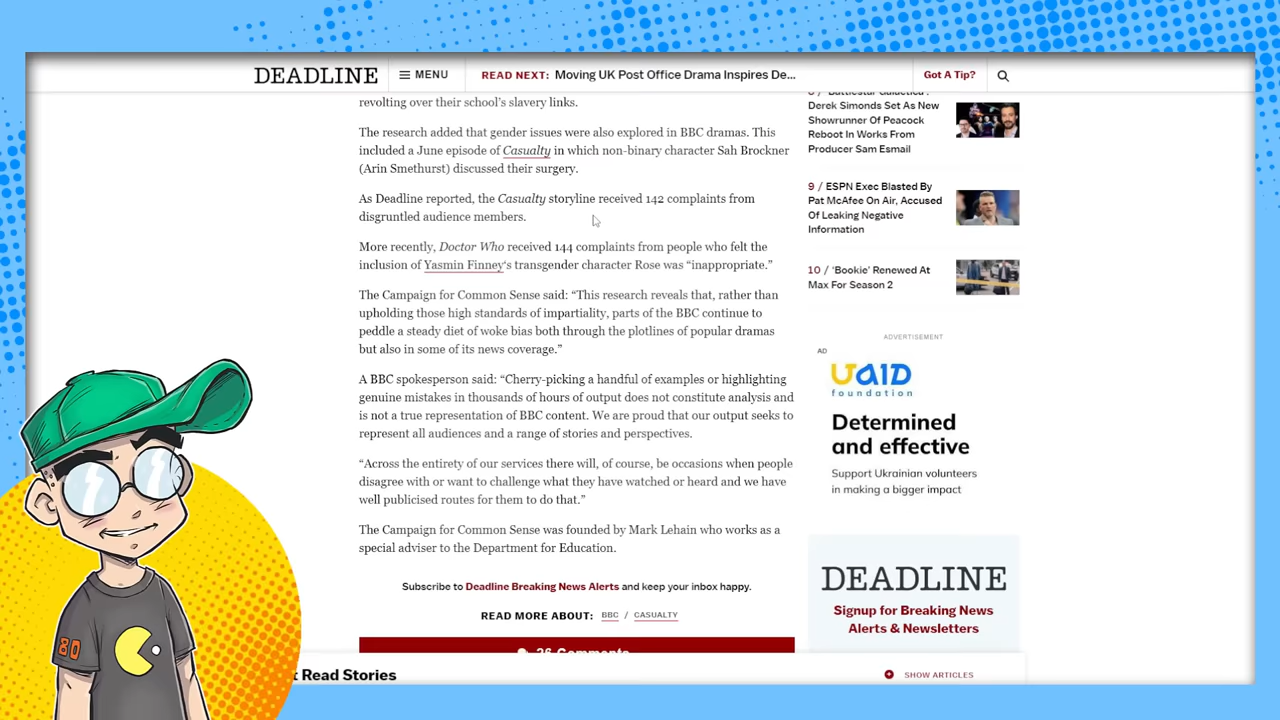 DEADLINE
MENU
READ NEXT: Moving UK Post Office Drama Inspires De...
Got A Tip?
revolting over their school's slavery links.
The research added that gender issues were also explored in BBC dramas. This
included a June episode of Casualty in which non-binary character Sah Brockner
(Arin Smethurst) discussed their surgery.
As Deadline reported, the Casualty storyline received 142 complaints from
disgruntled audience members.
More recently, Doctor Who received 144 complaints from people who felt the
inclusion of Yasmin Finney‘s transgender character Rose was “inappropriate.”
The Campaign for Common Sense said: “This research reveals that, rather than
upholding those high standards of impartiality, parts of the BBC continue to
peddle a steady diet of woke bias both through the plotlines of popular dramas
but also in some of its news coverage.”
A BBC spokesperson said: “Cherry-picking a handful of examples or highlighting
genuine mistakes in thousands of hours of output does not constitute analysis and
is not a true representation of BBC content. We are proud that our output seeks to
represent all audiences and a range of stories and perspectives.
“Across the entirety of our services there will, of course, be occasions when people
disagree with or want to challenge what they have watched or heard and we have
well publicised routes for them to do that.”
The Campaign for Common Sense was founded by Mark Lehain who works as a
special adviser to the Department for Education.
Subscribe to Deadline Breaking News Alerts and keep your inbox happy.
READ MORE ABOUT: BBC / CASUALTY
36 Comments
t Read Stories
SHOW ARTICLES
8 / ‘Battlestar Galactica’:
Derek Simonds Set As New
Showrunner Of Peacock
Reboot In Works From
Producer Sam Esmail
9 / ESPN Exec Blasted By
Pat McAfee On Air, Accused
Of Leaking Negative
Information
10 / ‘Bookie’ Renewed At
Max For Season 2
ADVERTISEMENT
AD
UAID
foundation
Determined
and effective
Support Ukrainian volunteers
in making a bigger impact
DEADLINE
Signup for Breaking News
Alerts & Newsletters
80